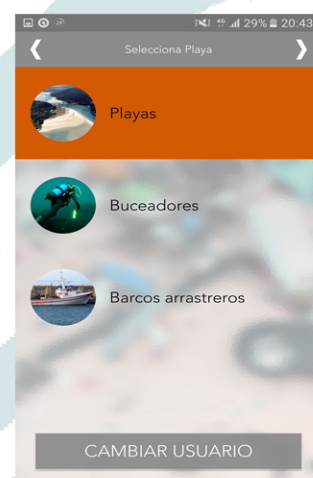 29% 20:43
Selecciona Playa
Playas
Buceadores
Barcos arrastreros
CAMBIAR USUARIO